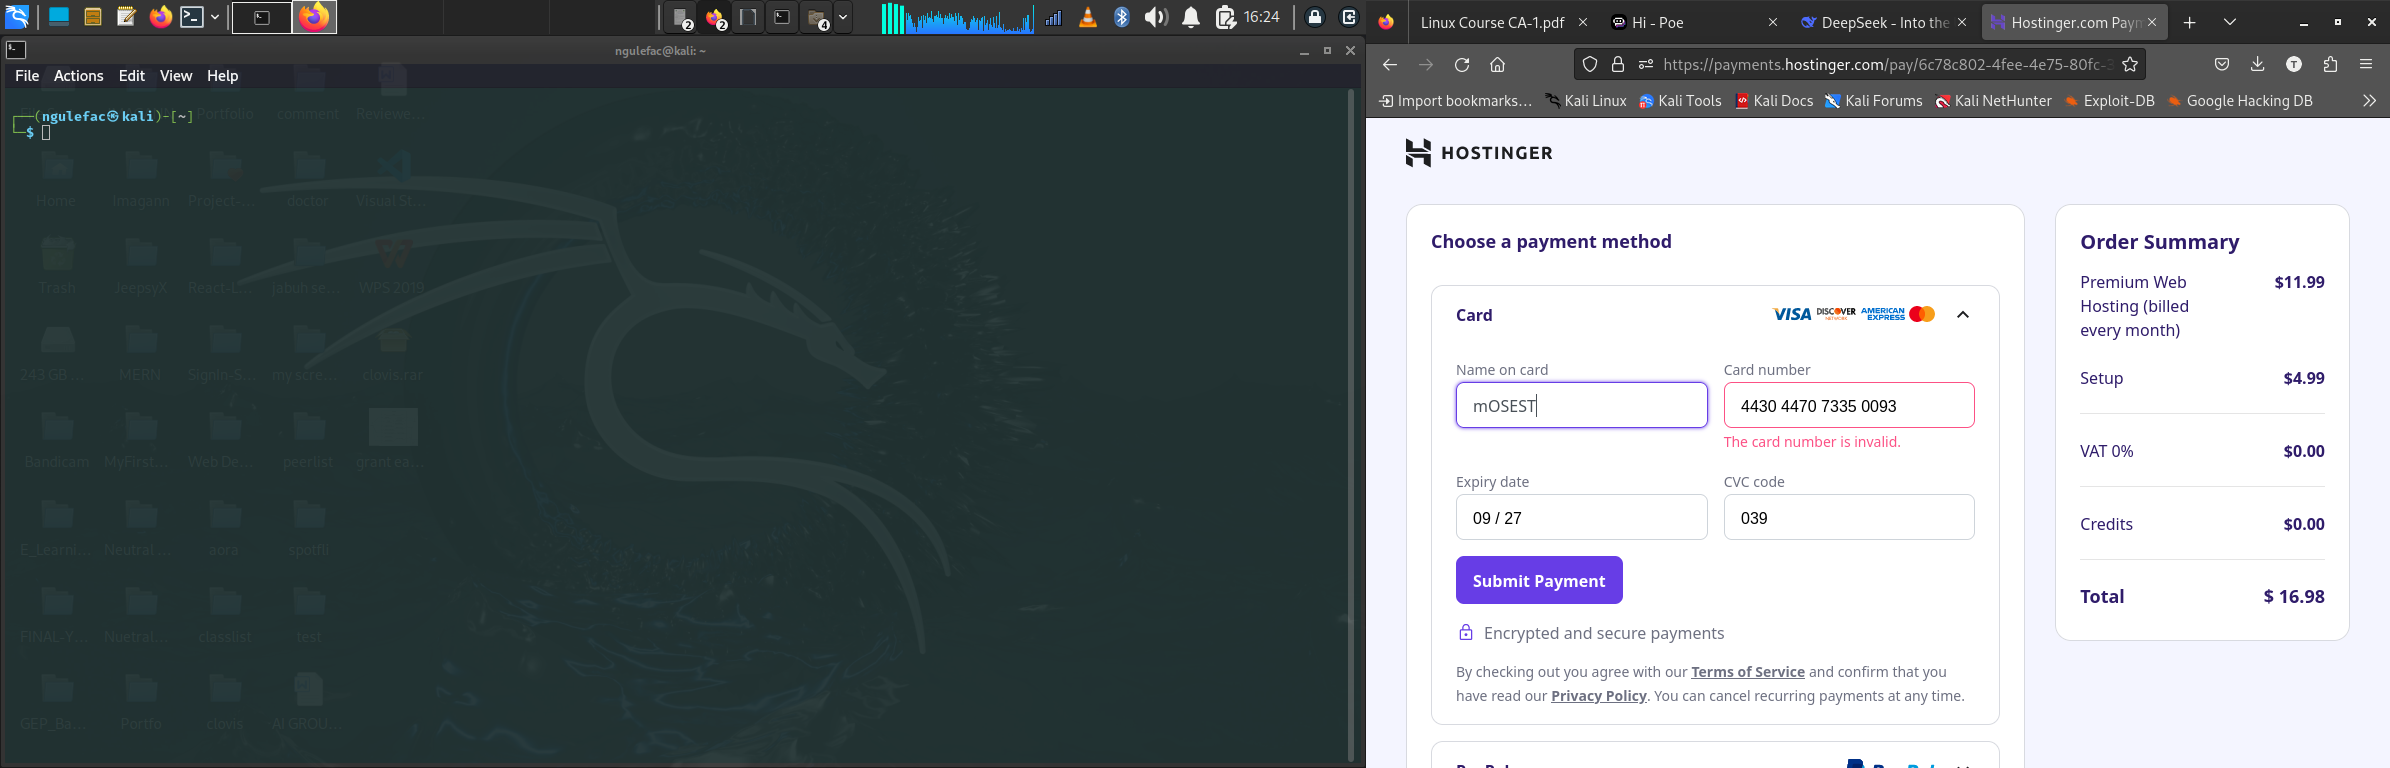 16:24
ngulefac@kali: ~
File Actions Edit View Help
(ngulefac㉿kali)-[~]
$
Portfolio
comment
Reviewe...
Home
Imagann
Project-...
doctor
Visual St...
Trash
JeepsyX
React-L...
jabuh se...
WPS 2019
243 GB ...
MERN
SignIn-S...
my scre...
clovis.rar
Bandicam
MyFirst...
Web De...
peerlist
grant ea...
E_Learni...
Neutral ...
aora
spotfii
FINAL-Y...
Nuetral...
classlist
test
GEP_Ba...
Portfo
clovis
AI GROU...
Linux Course CA-1.pdf
Hi - Poe
DeepSeek - Into the
Hostinger.com Paym
https://payments.hostinger.com/pay/6c78c802-4fee-4e75-80fc-3
Import bookmarks...
Kali Linux
Kali Tools
Kali Docs
Kali Forums
Kali NetHunter
Exploit-DB
Google Hacking DB
HOSTINGER
Choose a payment method
Card
VISA DISCOVER NETWORK AMERICAN EXPRESS
Name on card
mOSEST
Card number
4430 4470 7335 0093
The card number is invalid.
Expiry date
09 / 27
CVC code
039
Submit Payment
Encrypted and secure payments
By checking out you agree with our Terms of Service and confirm that you
have read our Privacy Policy. You can cancel recurring payments at any time.
Order Summary
Premium Web
Hosting (billed
every month)
$11.99
Setup
$4.99
VAT 0%
$0.00
Credits
$0.00
Total
$ 16.98